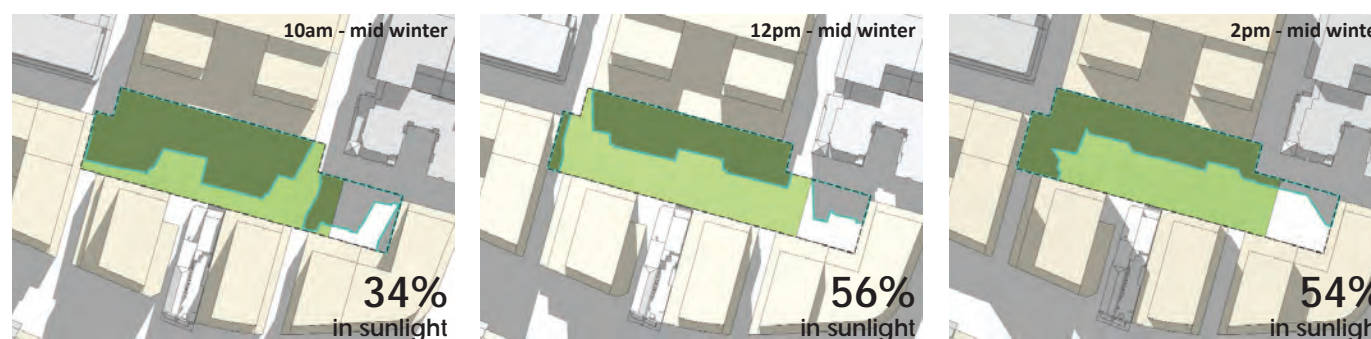 10am - mid winter
34%
in sunlight
12pm - mid winter
56%
in sunlight
2pm - mid winte
54%
in sunligh